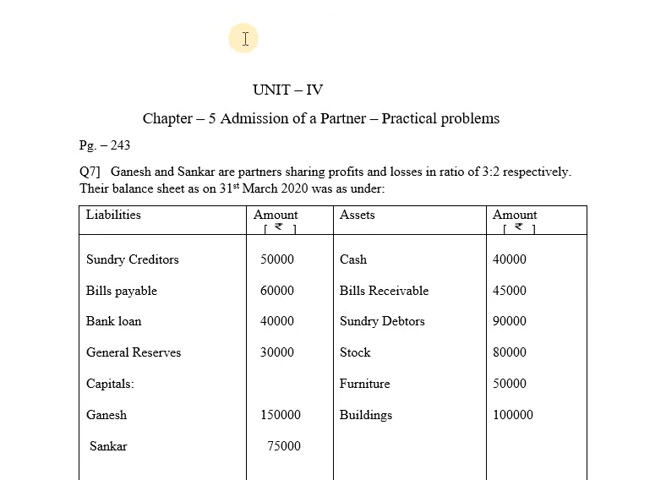 UNIT – IV
Chapter – 5 Admission of a Partner – Practical problems
Pg. – 243
Q7] Ganesh and Sankar are partners sharing profits and losses in ratio of 3:2 respectively.
Their balance sheet as on 31st March 2020 was as under:
Liabilities Amount [ ₹ ] Assets Amount [ ₹ ]
Sundry Creditors 50000 Cash 40000
Bills payable 60000 Bills Receivable 45000
Bank loan 40000 Sundry Debtors 90000
General Reserves 30000 Stock 80000
Capitals: Furniture 50000
Ganesh 150000 Buildings 100000
Sankar 75000